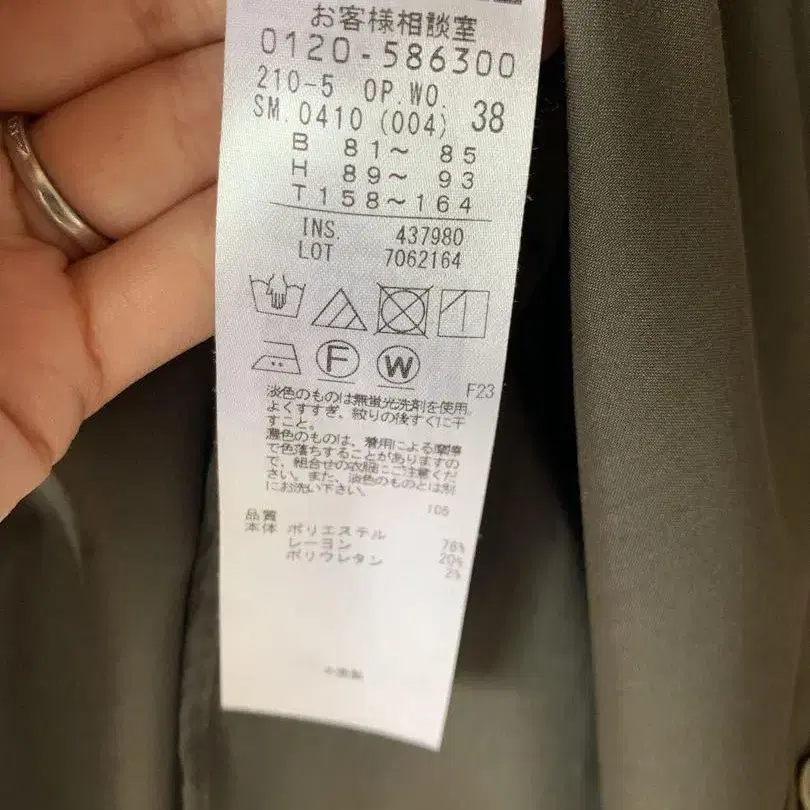 お客様相談室
0120-586300
210-5 OP.WO.
SM.0410 (004) 38
B 81～ 85
H 89～ 93
T 158～164
INS. 437980
LOT 7062164
F
W
F23
淡色のものは無蛍光洗剤を使用。
よくすすぎ、絞りの後すぐに干
すこと。
濃色のものは、着用による摩擦
で色落ちすることがありますの
で、組合せの衣服にご注意くだ
さい。また、淡色のものとは別
にお洗い下さい。
105
品質
本体 ポリエステル 78%
レーヨン 20%
ポリウレタン 2%
中国製